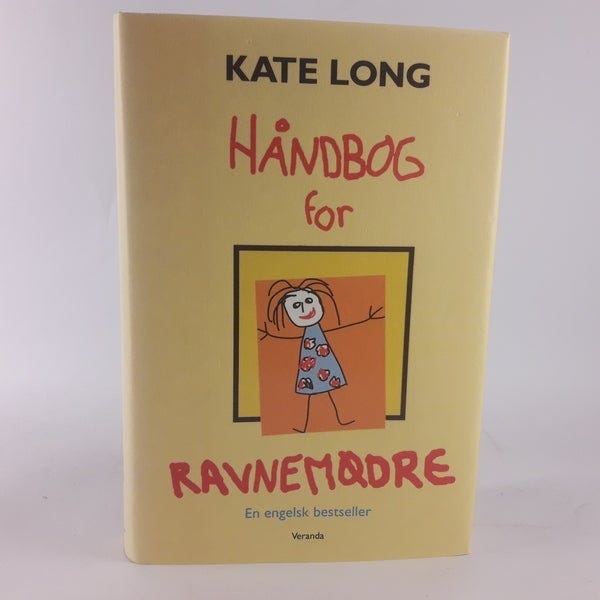 KATE LONG
HÅNDBOG
for
RAVNEMØDRE
En engelsk bestseller
Veranda